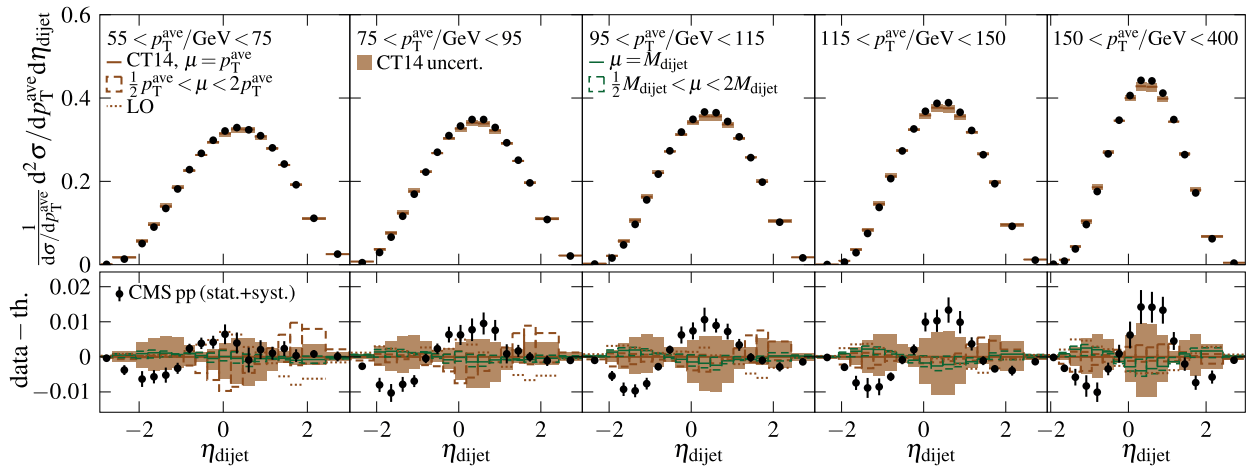 0.6
0.4
0.2
0
1/(dσ/dp_T^ave) d²σ/dp_T^ave dη_dijet
55 < p_T^ave/GeV < 75
CT14, μ = p_T^ave
½ p_T^ave < μ < 2p_T^ave
LO
75 < p_T^ave/GeV < 95
CT14 uncert.
95 < p_T^ave/GeV < 115
μ = M_dijet
½ M_dijet < μ < 2M_dijet
115 < p_T^ave/GeV < 150
150 < p_T^ave/GeV < 400
data − th.
0.02
0.01
0
−0.01
CMS pp (stat.+syst.)
−2 0 2 −2 0 2 −2 0 2 −2 0 2 −2 0 2
η_dijet η_dijet η_dijet η_dijet η_dijet